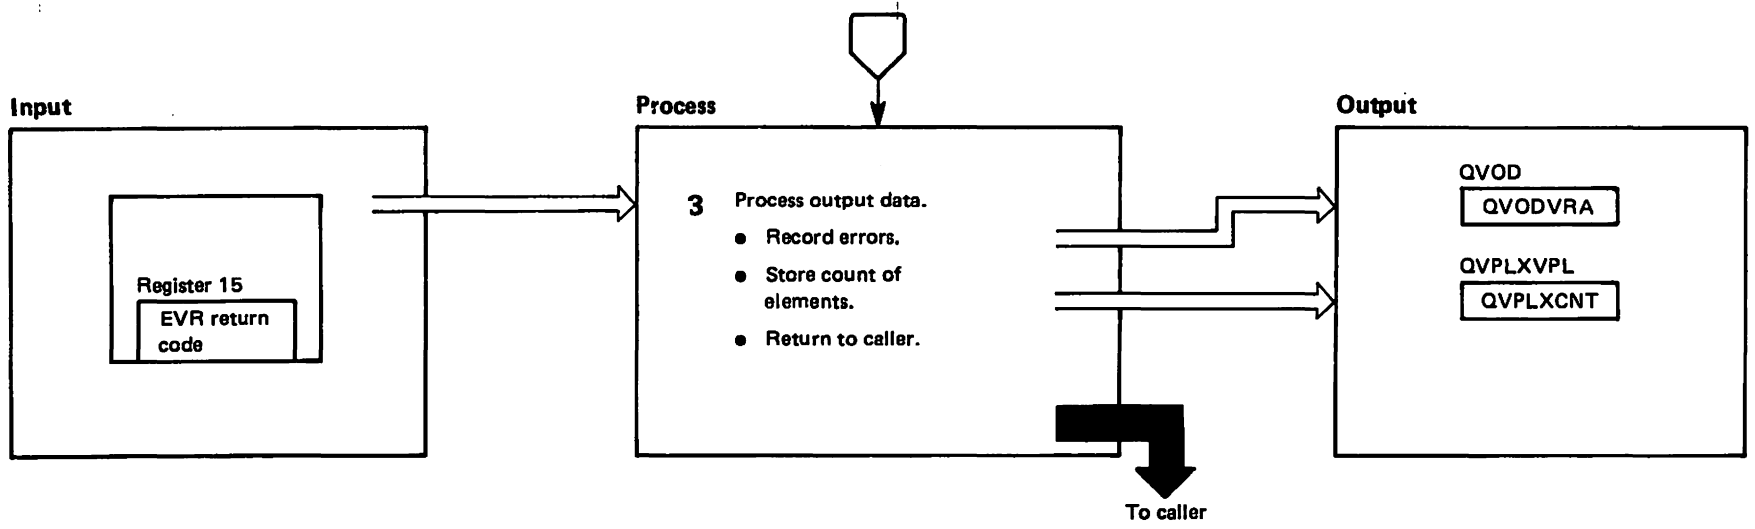 Input
Register 15
EVR return
code
Process
3 Process output data.
● Record errors.
● Store count of
elements.
● Return to caller.
To caller
Output
QVOD
QVODVRA
QVPLXVPL
QVPLXCNT